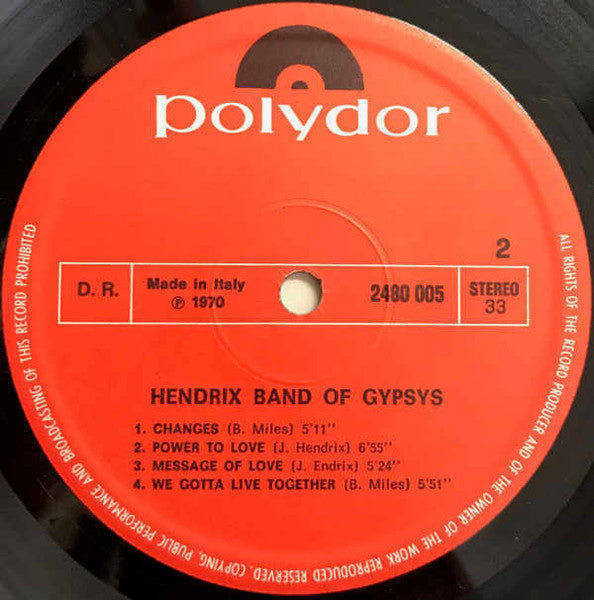 polydor
2
D. R.
Made in Italy
℗ 1970
2480 005
STEREO
33
HENDRIX BAND OF GYPSYS
1. CHANGES (B. Miles) 5'11"
2. POWER TO LOVE (J. Hendrix) 6'55"
3. MESSAGE OF LOVE (J. Endrix) 5'24"
4. WE GOTTA LIVE TOGETHER (B. Miles) 5'51"
ALL RIGHTS OF THE RECORD PRODUCER AND OF THE OWNER OF THE WORK REPRODUCED RESERVED, COPYING, PUBLIC PERFORMANCE AND BROADCASTING OF THIS RECORD PROHIBITED